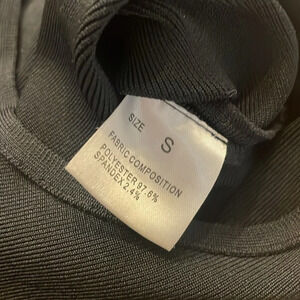 SIZE
S
FABRIC COMPOSITION
POLYESTER 97.6%
SPANDEX 2.4%